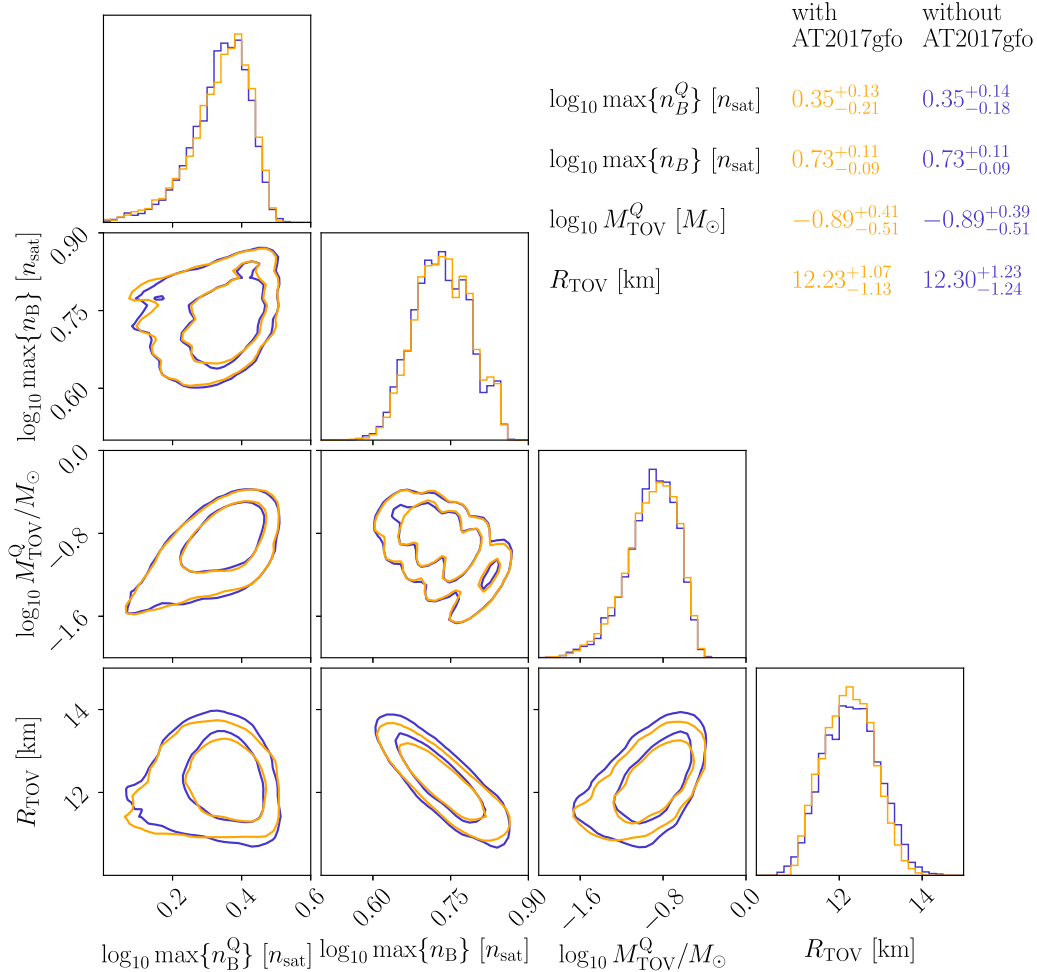 with without
AT2017gfo AT2017gfo
log₁₀ max{n_B^Q} [n_sat] 0.35^{+0.13}_{−0.21} 0.35^{+0.14}_{−0.18}
log₁₀ max{n_B} [n_sat] 0.73^{+0.11}_{−0.09} 0.73^{+0.11}_{−0.09}
log₁₀ M_TOV^Q [M_⊙] −0.89^{+0.41}_{−0.51} −0.89^{+0.39}_{−0.51}
R_TOV [km] 12.23^{+1.07}_{−1.13} 12.30^{+1.23}_{−1.24}
log₁₀ max{n_B} [n_sat]
0.90
0.75
0.60
log₁₀ M_TOV^Q/M_⊙
0.0
−0.8
−1.6
R_TOV [km]
14
12
0.2 0.4 0.6 0.60 0.75 0.90 −1.6 −0.8 0.0 12 14
log₁₀ max{n_B^Q} [n_sat] log₁₀ max{n_B} [n_sat] log₁₀ M_TOV^Q/M_⊙ R_TOV [km]